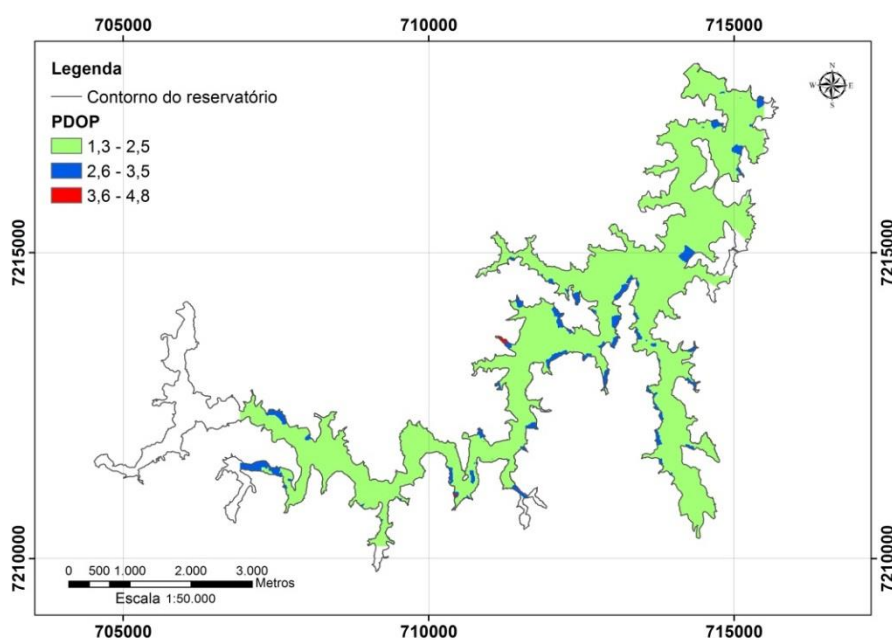 705000 710000 715000
Legenda
Contorno do reservatório
PDOP
1,3 - 2,5
2,6 - 3,5
3,6 - 4,8
N
W E
S
7215000 7215000
7210000 7210000
0 500 1.000 2.000 3.000
Metros
Escala 1:50.000
705000 710000 715000